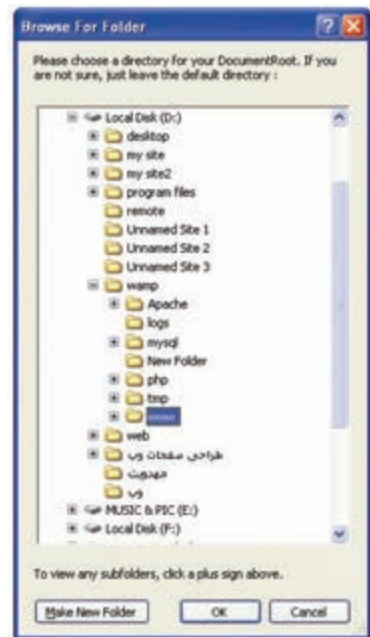 Browse For Folder
Please choose a directory for your DocumentRoot. If you
are not sure, just leave the default directory :
Local Disk (D:)
desktop
my site
my site2
program files
remote
Unnamed Site 1
Unnamed Site 2
Unnamed Site 3
wamp
Apache
logs
mysql
New Folder
php
tmp
www
web
طراحی صفحات وب
مهدویت
وب
MUSIC & PIC (E:)
Local Disk (F:)
To view any subfolders, click a plus sign above.
Make New Folder OK Cancel